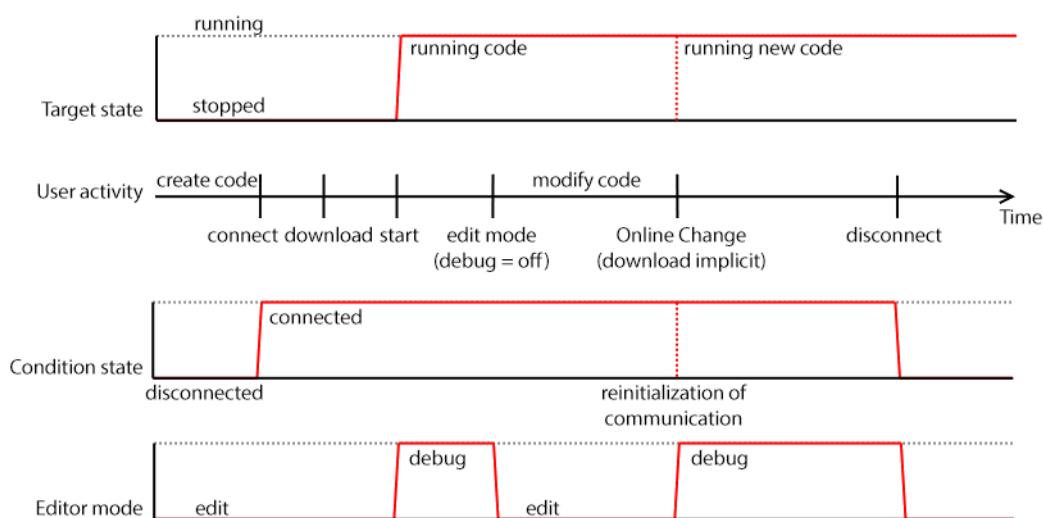 running
running code
running new code
Target state
stopped
create code
modify code
User activity
Time
connect download start
edit mode
(debug = off)
Online Change
(download implicit)
disconnect
connected
Condition state
disconnected
reinitialization of
communication
debug
debug
Editor mode
edit
edit